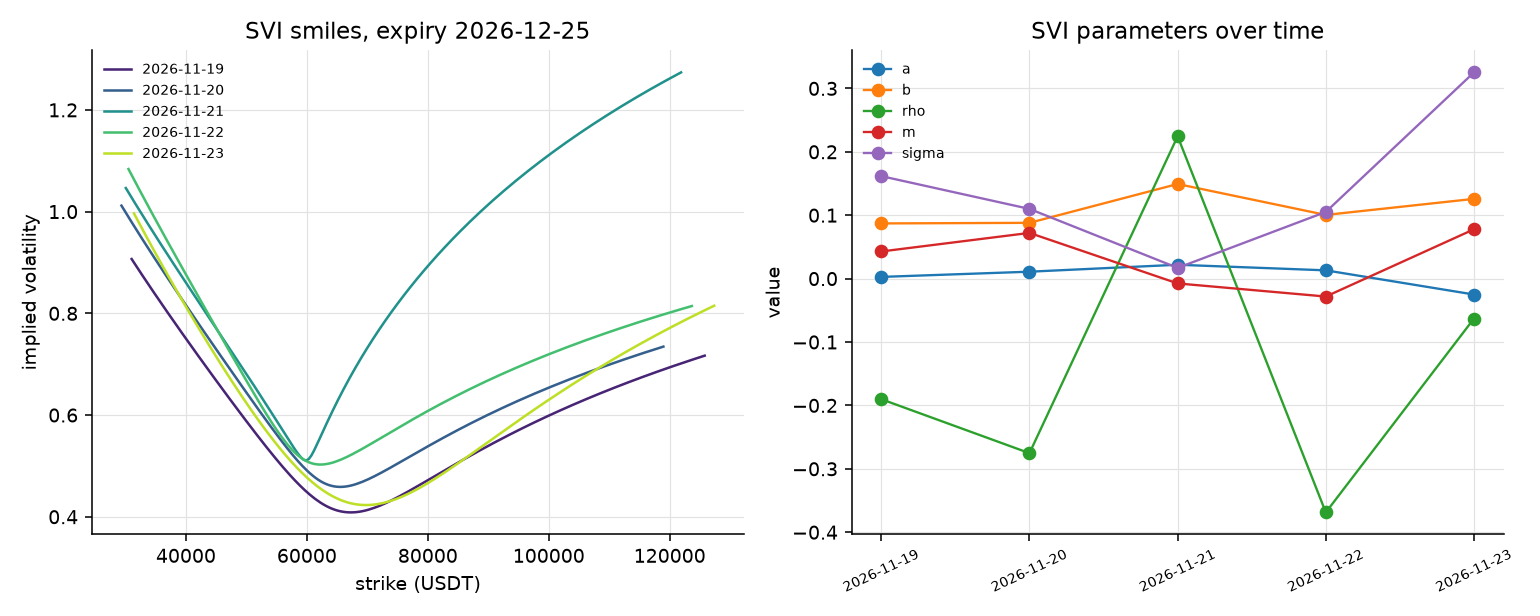 SVI smiles, expiry 2026-12-25
2026-11-19
2026-11-20
2026-11-21
2026-11-22
2026-11-23
implied volatility
1.2
1.0
0.8
0.6
0.4
40000
60000
80000
100000
120000
strike (USDT)
SVI parameters over time
a
b
rho
m
sigma
value
0.3
0.2
0.1
0.0
−0.1
−0.2
−0.3
−0.4
2026-11-19
2026-11-20
2026-11-21
2026-11-22
2026-11-23